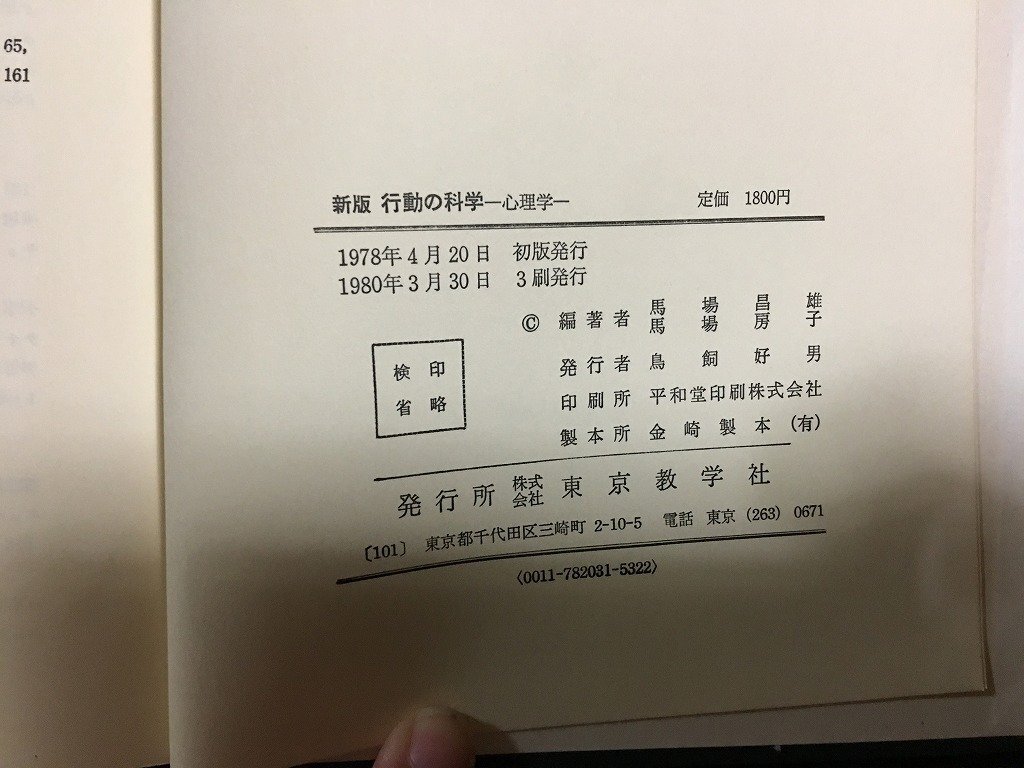 65,
161
新版 行動の科学―心理学― 定価 1800円
1978年4月20日 初版発行
1980年3月30日 3刷発行
Ⓒ 編著者 馬場昌雄
馬場房子
発行者 鳥飼好男
印刷所 平和堂印刷株式会社
製本所 金崎製本(有)
検印
省略
発行所 株式会社 東京教学社
〔101〕 東京都千代田区三崎町 2-10-5 電話 東京 (263) 0671
〈0011-782031-5322〉